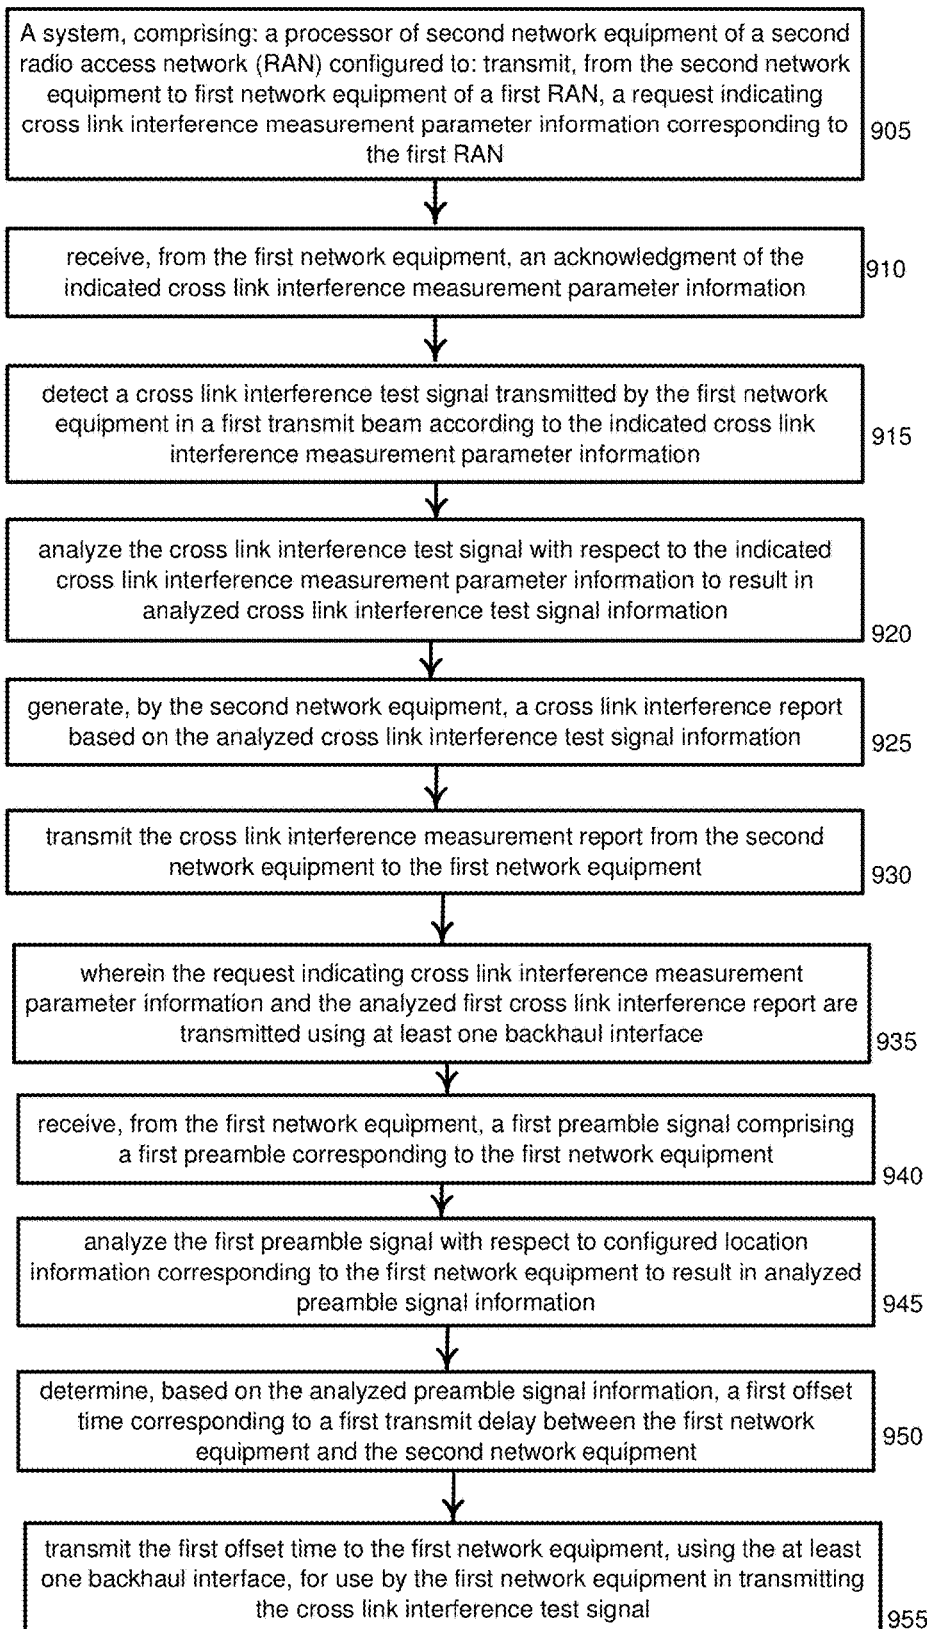 A system, comprising: a processor of second network equipment of a second
radio access network (RAN) configured to: transmit, from the second network
equipment to first network equipment of a first RAN, a request indicating
cross link interference measurement parameter information corresponding to
the first RAN
905
receive, from the first network equipment, an acknowledgment of the
indicated cross link interference measurement parameter information
910
detect a cross link interference test signal transmitted by the first network
equipment in a first transmit beam according to the indicated cross link
interference measurement parameter information
915
analyze the cross link interference test signal with respect to the indicated
cross link interference measurement parameter information to result in
analyzed cross link interference test signal information
920
generate, by the second network equipment, a cross link interference report
based on the analyzed cross link interference test signal information
925
transmit the cross link interference measurement report from the second
network equipment to the first network equipment
930
wherein the request indicating cross link interference measurement
parameter information and the analyzed first cross link interference report are
transmitted using at least one backhaul interface
935
receive, from the first network equipment, a first preamble signal comprising
a first preamble corresponding to the first network equipment
940
analyze the first preamble signal with respect to configured location
information corresponding to the first network equipment to result in analyzed
preamble signal information
945
determine, based on the analyzed preamble signal information, a first offset
time corresponding to a first transmit delay between the first network
equipment and the second network equipment
950
transmit the first offset time to the first network equipment, using the at least
one backhaul interface, for use by the first network equipment in transmitting
the cross link interference test signal
955